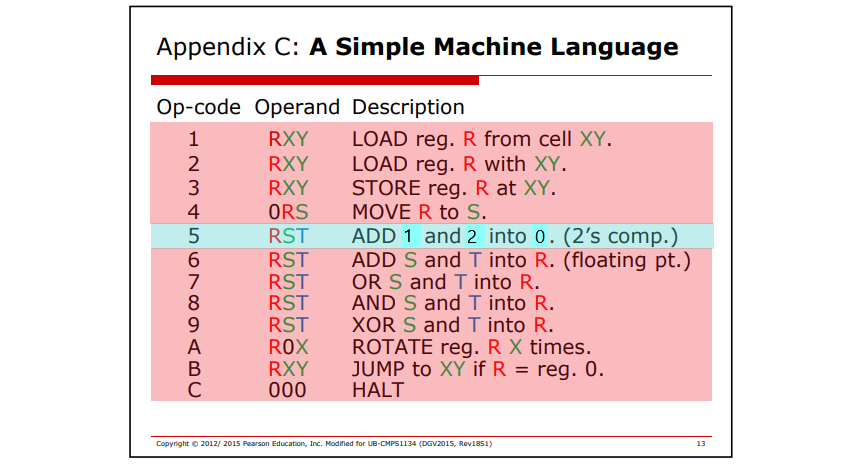 Appendix C: A Simple Machine Language
Op-code Operand Description
1 RXY LOAD reg. R from cell XY.
2 RXY LOAD reg. R with XY.
3 RXY STORE reg. R at XY.
4 0RS MOVE R to S.
5 RST ADD 1 and 2 into 0. (2’s comp.)
6 RST ADD S and T into R. (floating pt.)
7 RST OR S and T into R.
8 RST AND S and T into R.
9 RST XOR S and T into R.
A R0X ROTATE reg. R X times.
B RXY JUMP to XY if R = reg. 0.
C 000 HALT
Copyright © 2012/ 2015 Pearson Education, Inc. Modified for UB-CMPS1134 (DGV2015, Rev18S1) 13